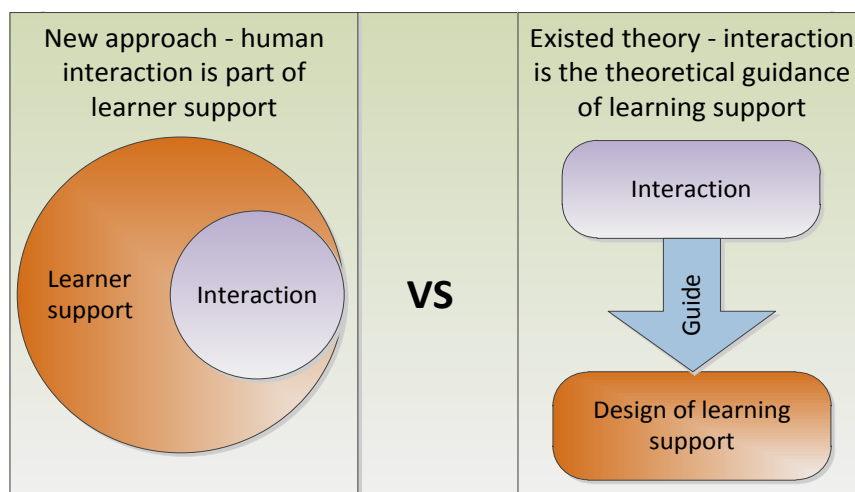 New approach - human
interaction is part of
learner support
Learner
support
Interaction
VS
Existed theory - interaction
is the theoretical guidance
of learning support
Interaction
Guide
Design of learning
support